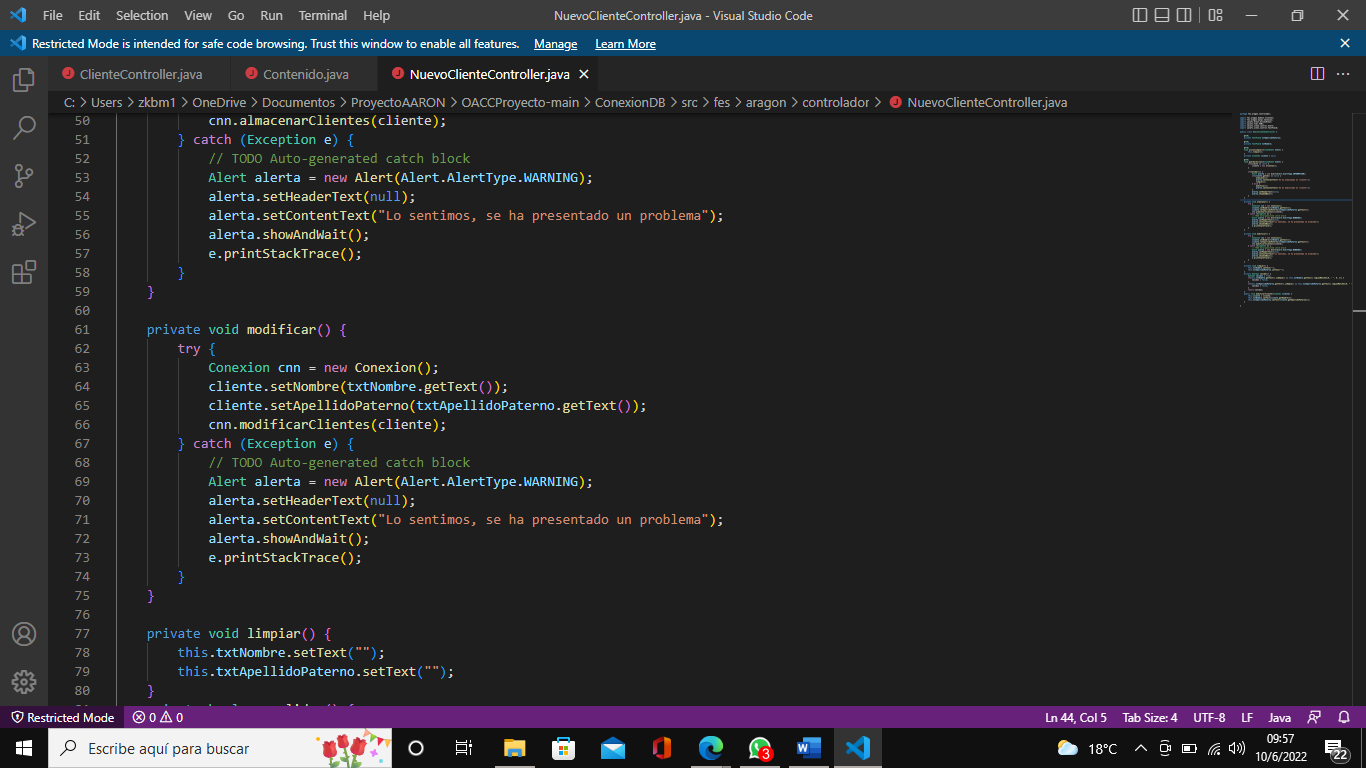 File Edit Selection View Go Run Terminal Help NuevoClienteController.java - Visual Studio Code
Restricted Mode is intended for safe code browsing. Trust this window to enable all features. Manage Learn More
ClienteController.java Contenido.java NuevoClienteController.java
C: > Users > zkbm1 > OneDrive > Documentos > ProyectoAARON > OACCProyecto-main > ConexionDB > src > fes > aragon > controlador > NuevoClienteController.java
50 cnn.almacenarClientes(cliente);
51 } catch (Exception e) {
52 // TODO Auto-generated catch block
53 Alert alerta = new Alert(Alert.AlertType.WARNING);
54 alerta.setHeaderText(null);
55 alerta.setContentText("Lo sentimos, se ha presentado un problema");
56 alerta.showAndWait();
57 e.printStackTrace();
58 }
59 }
60
61 private void modificar() {
62 try {
63 Conexion cnn = new Conexion();
64 cliente.setNombre(txtNombre.getText());
65 cliente.setApellidoPaterno(txtApellidoPaterno.getText());
66 cnn.modificarClientes(cliente);
67 } catch (Exception e) {
68 // TODO Auto-generated catch block
69 Alert alerta = new Alert(Alert.AlertType.WARNING);
70 alerta.setHeaderText(null);
71 alerta.setContentText("Lo sentimos, se ha presentado un problema");
72 alerta.showAndWait();
73 e.printStackTrace();
74 }
75 }
76
77 private void limpiar() {
78 this.txtNombre.setText("");
79 this.txtApellidoPaterno.setText("");
80 }
Restricted Mode 0 0 Ln 44, Col 5 Tab Size: 4 UTF-8 LF Java
Escribe aquí para buscar 3 18°C 09:57
10/6/2022 22